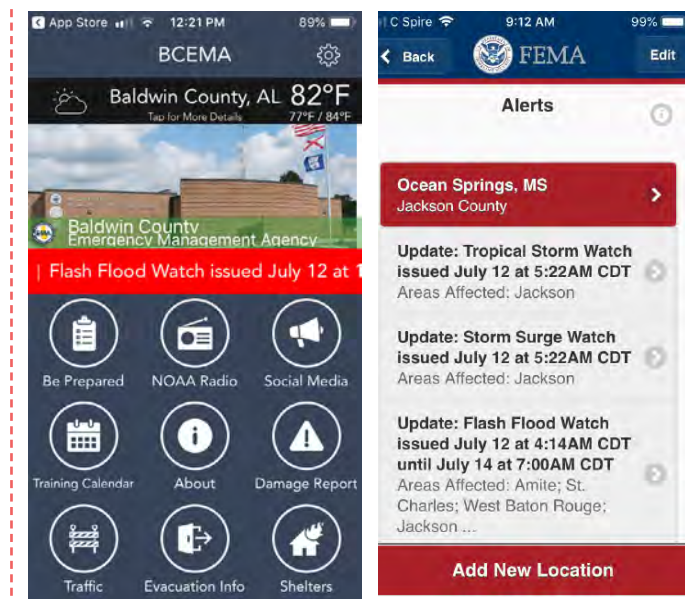 App Store
12:21 PM
89%
BCEMA
Baldwin County, AL
82°F
Tap for More Details
77°F / 84°F
Baldwin County
Emergency Management Agency
| Flash Flood Watch issued July 12 at 1
Be Prepared
NOAA Radio
Social Media
Training Calendar
About
Damage Report
Traffic
Evacuation Info
Shelters
C Spire
9:12 AM
99%
Back
FEMA
Edit
Alerts
Ocean Springs, MS
Jackson County
Update: Tropical Storm Watch
issued July 12 at 5:22AM CDT
Areas Affected: Jackson
Update: Storm Surge Watch
issued July 12 at 5:22AM CDT
Areas Affected: Jackson
Update: Flash Flood Watch
issued July 12 at 4:14AM CDT
until July 14 at 7:00AM CDT
Areas Affected: Amite; St.
Charles; West Baton Rouge;
Jackson ...
Add New Location